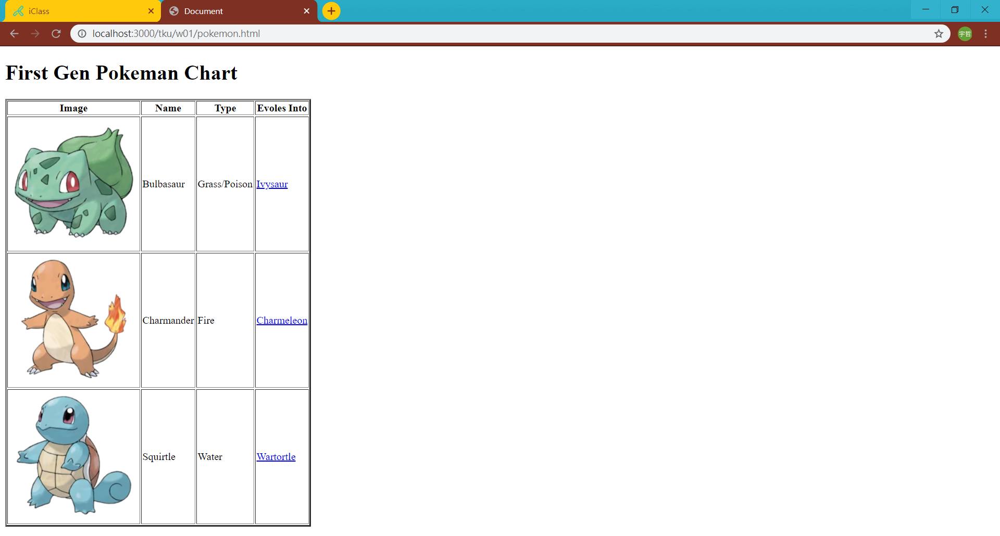 iClass
Document
localhost:3000/tku/w01/pokemon.html
宇哲
First Gen Pokeman Chart
Image Name Type Evoles Into
Bulbasaur Grass/Poison Ivysaur
Charmander Fire Charmeleon
Squirtle Water Wartortle